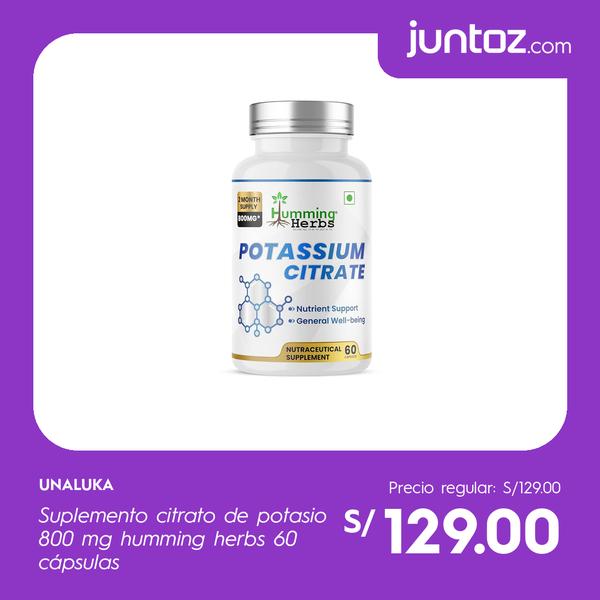 juntoz.com
2 MONTH
SUPPLY
800MG*
Humming
Herbs
POTASSIUM
CITRATE
Nutrient Support
General Well-being
NUTRACEUTICAL
SUPPLEMENT
60
CAPSULES
UNALUKA
Suplemento citrato de potasio
800 mg humming herbs 60
cápsulas
Precio regular: S/129.00
S/ 129.00